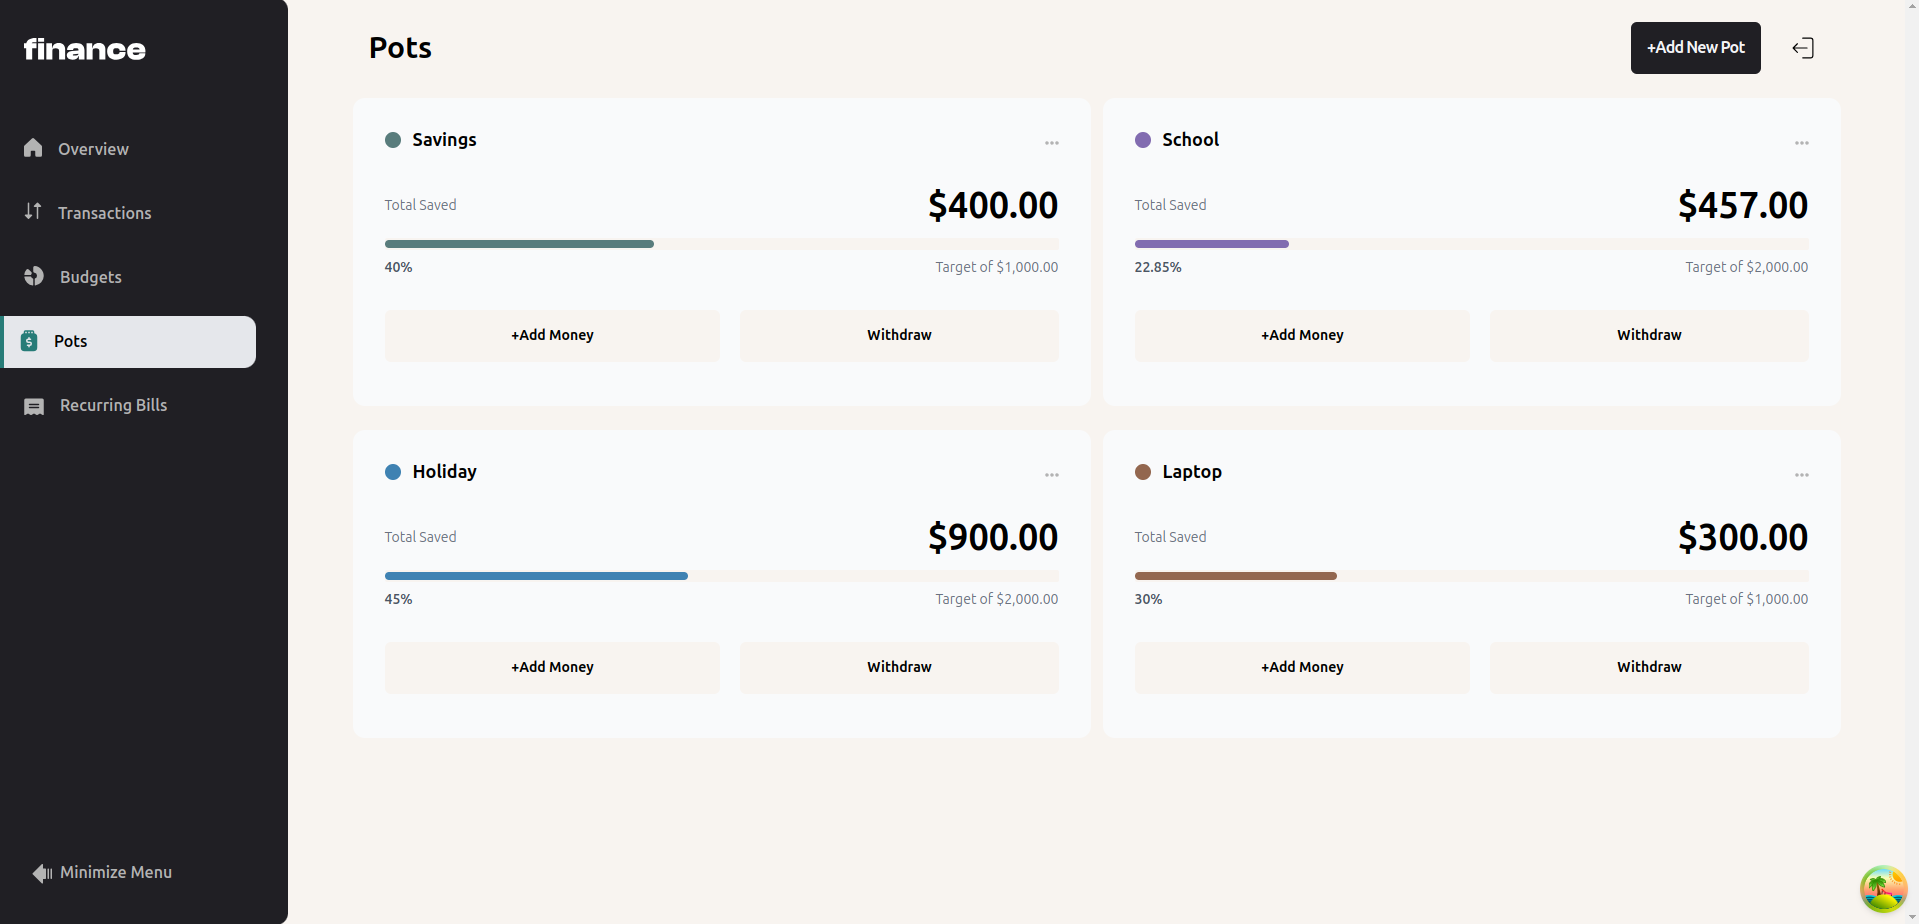 finance
Overview
Transactions
Budgets
Pots
Recurring Bills
Minimize Menu
Pots
+Add New Pot
Savings
Total Saved
$400.00
40%
Target of $1,000.00
+Add Money
Withdraw
School
Total Saved
$457.00
22.85%
Target of $2,000.00
+Add Money
Withdraw
Holiday
Total Saved
$900.00
45%
Target of $2,000.00
+Add Money
Withdraw
Laptop
Total Saved
$300.00
30%
Target of $1,000.00
+Add Money
Withdraw